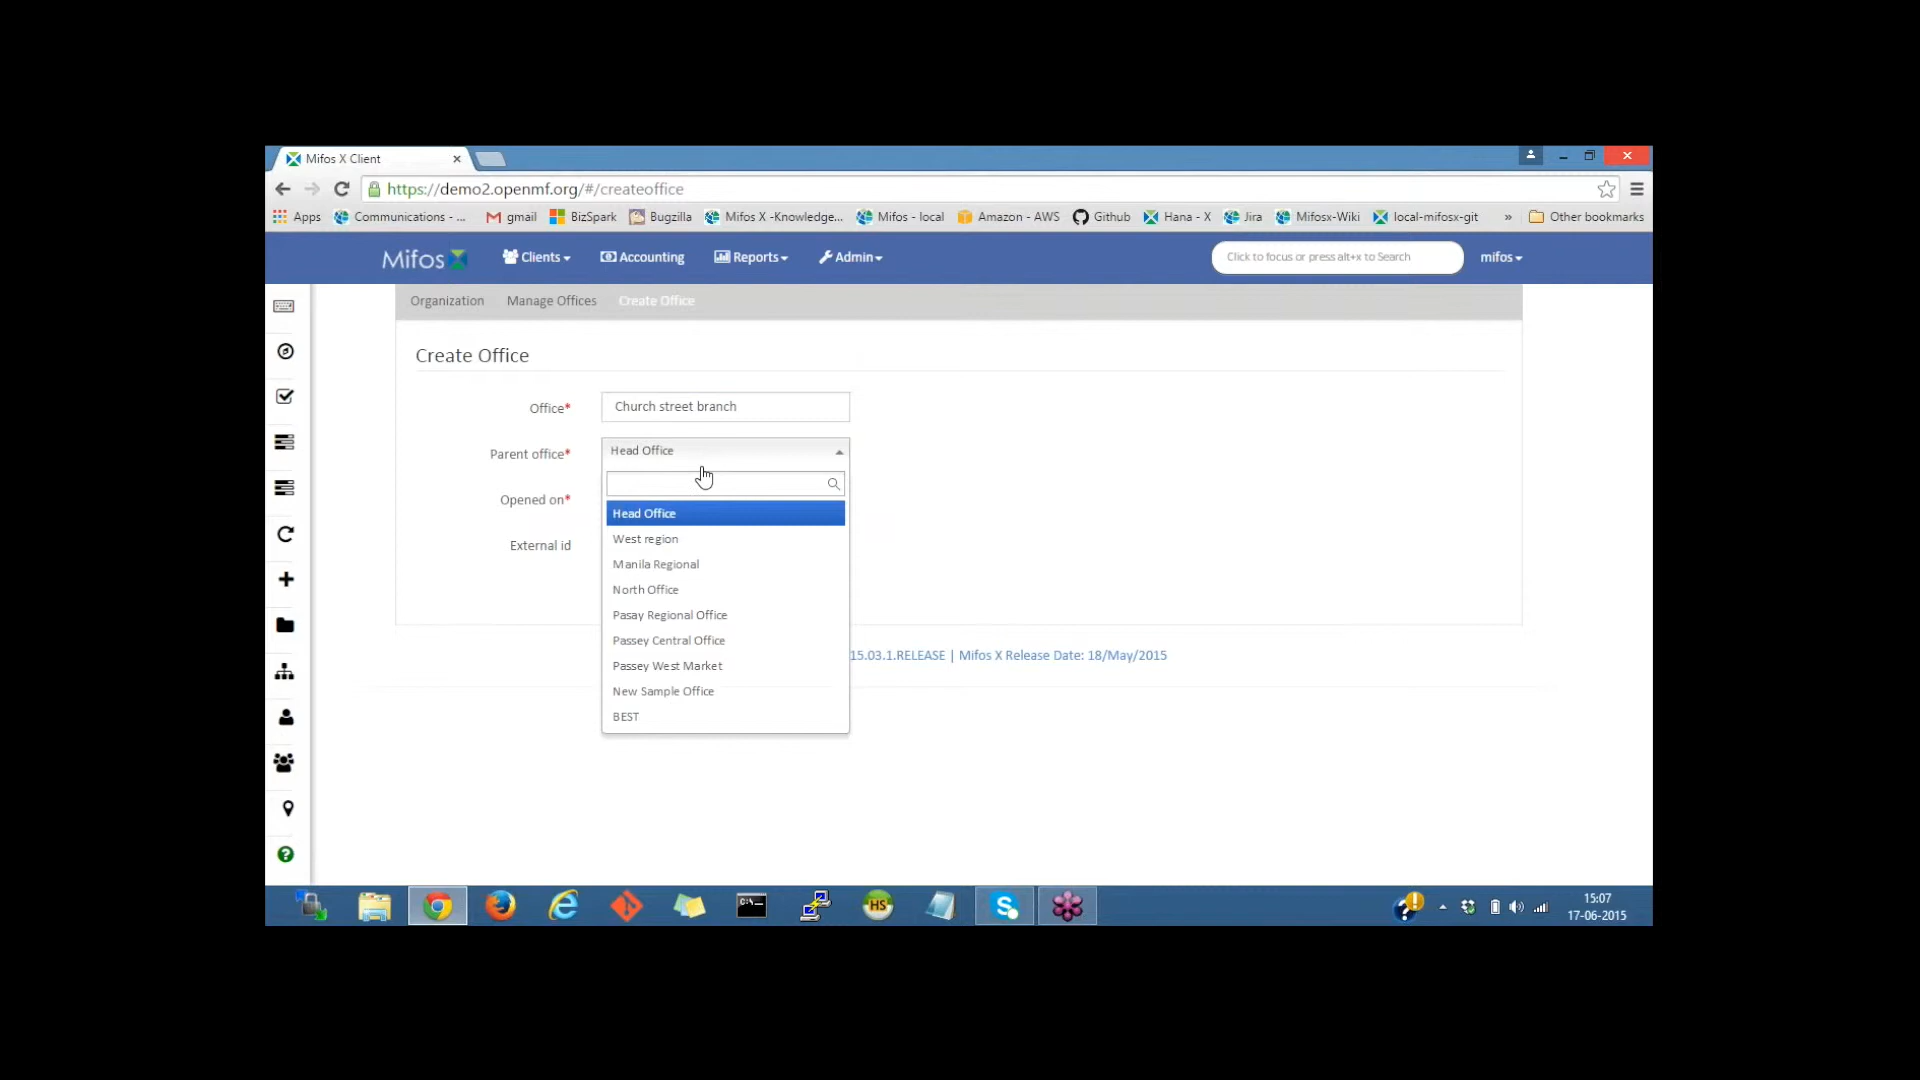 Mifos X Client
https://demo2.openmf.org/#/createoffice
Apps Communications - ... gmail BizSpark Bugzilla Mifos X -Knowledge... Mifos - local Amazon - AWS Github Hana - X Jira Mifosx-Wiki local-mifosx-git » Other bookmarks
Mifos Clients Accounting Reports Admin Click to focus or press alt+x to Search mifos
Organization Manage Offices Create Office
Create Office
Office* Church street branch
Parent office* Head Office
Opened on*
Head Office
West region
External id
Manila Regional
North Office
Pasay Regional Office
Passey Central Office
15.03.1.RELEASE | Mifos X Release Date: 18/May/2015
Passey West Market
New Sample Office
BEST
C:\._
HS
15:07
17-06-2015